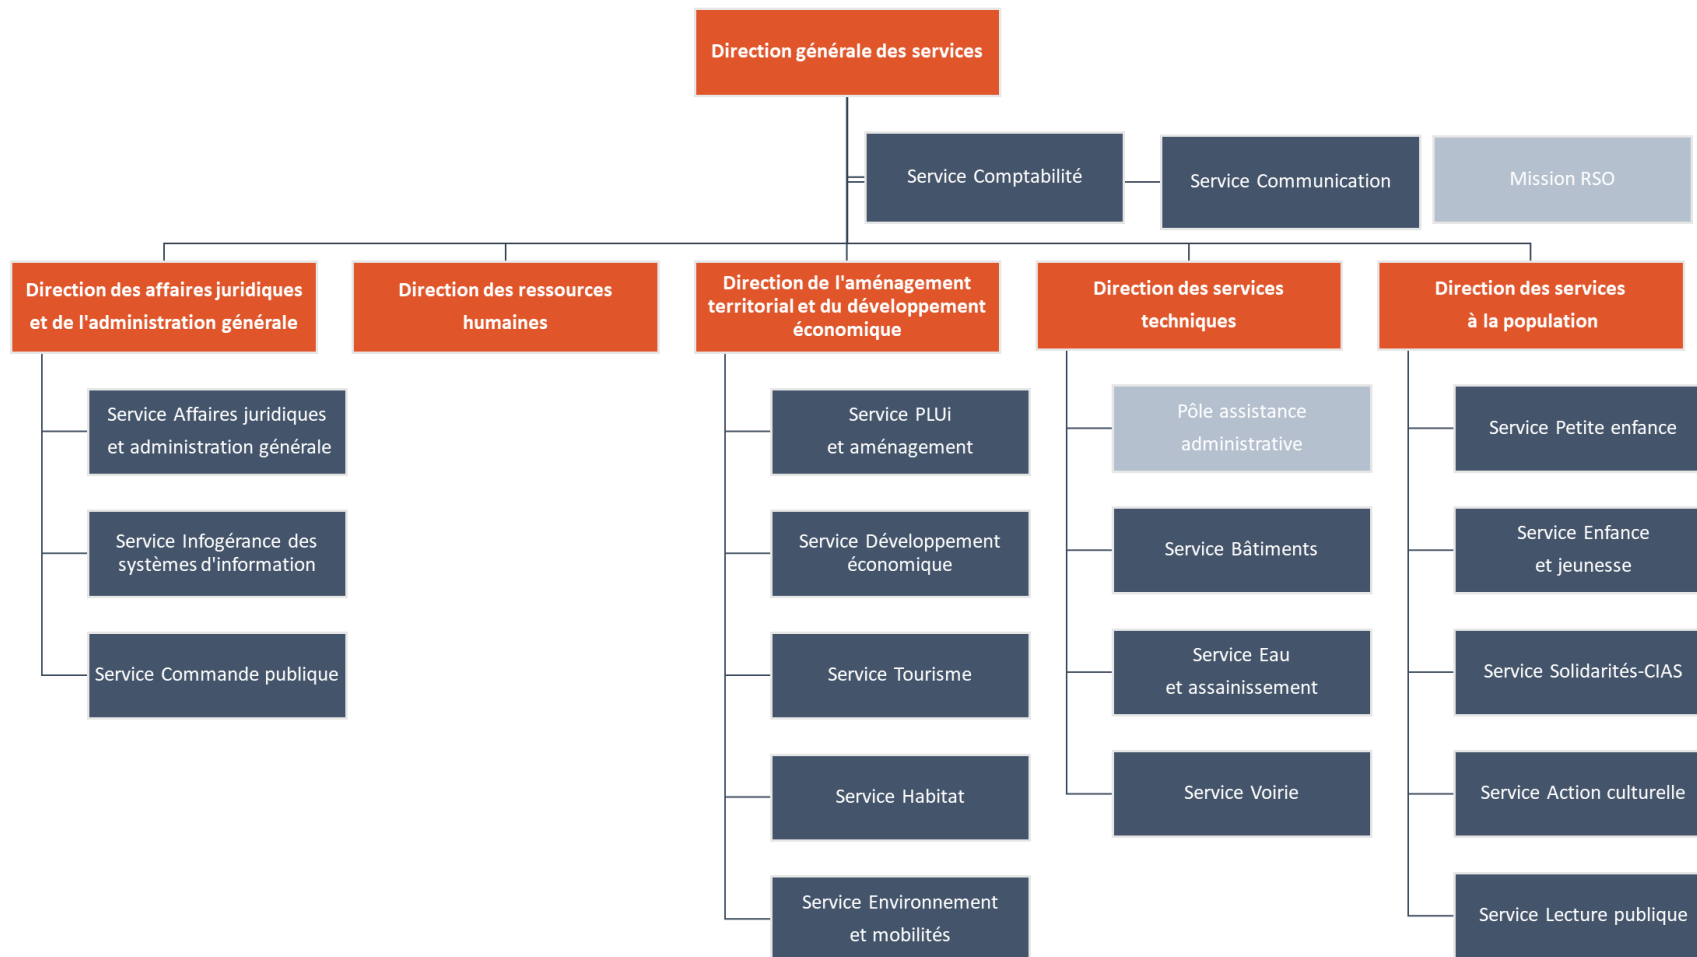 Direction générale des services
Service Comptabilité
Service Communication
Mission RSO
Direction des affaires juridiques
et de l'administration générale
Direction des ressources
humaines
Direction de l'aménagement
territorial et du développement
économique
Direction des services
techniques
Direction des services
à la population
Service Affaires juridiques
et administration générale
Service Infogérance des
systèmes d'information
Service Commande publique
Service PLUi
et aménagement
Service Développement
économique
Service Tourisme
Service Habitat
Service Environnement
et mobilités
Pôle assistance
administrative
Service Bâtiments
Service Eau
et assainissement
Service Voirie
Service Petite enfance
Service Enfance
et jeunesse
Service Solidarités-CIAS
Service Action culturelle
Service Lecture publique